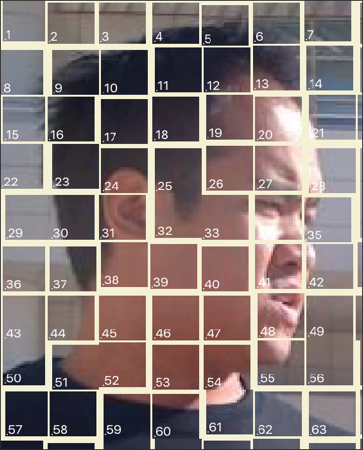 .1 .2 .3 .4 .5 .6 .7
.8 .9 .10 .11 .12 .13 .14
.15 .16 .17 .18 .19 .20 .21
.22 .23 .24 .25 .26 .27 .28
.29 .30 .31 .32 .33 .35
.36 .37 .38 .39 .40 .41 .42
.43 .44 .45 .46 .47 .48 .49
.50 .51 .52 .53 .54 .55 .56
.57 .58 .59 .60 .61 .62 .63